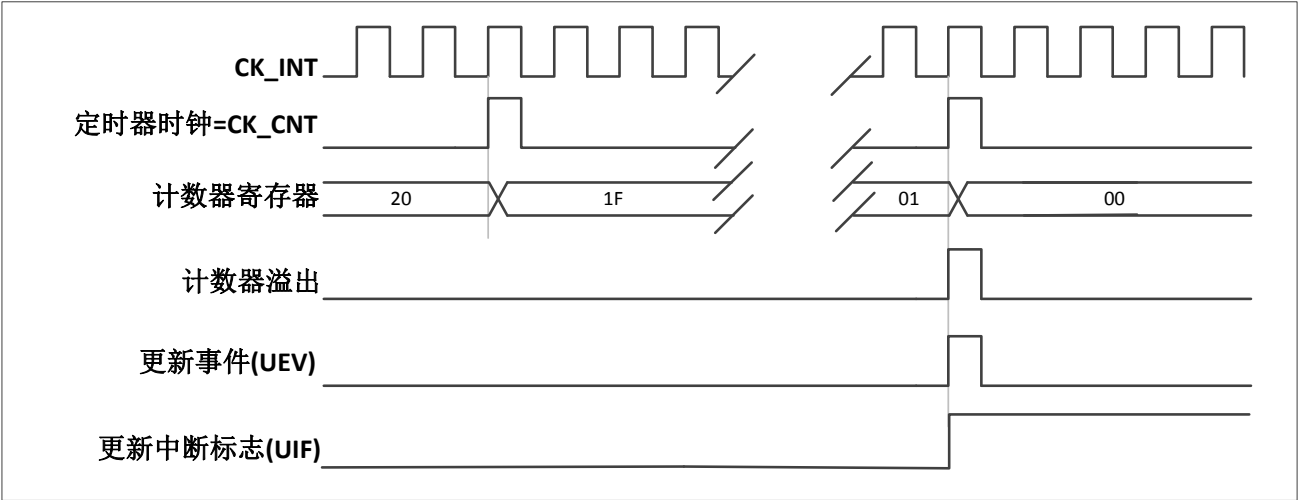 CK_INT
定时器时钟=CK_CNT
计数器寄存器 20 1F 01 00
计数器溢出
更新事件(UEV)
更新中断标志(UIF)